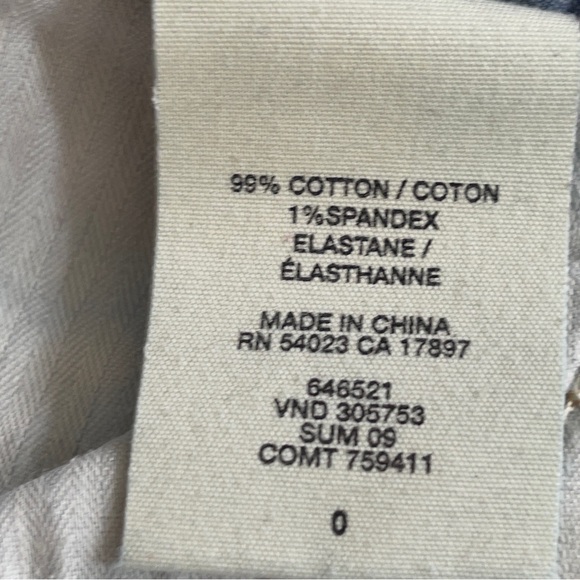 99% COTTON / COTON
1%SPANDEX
ELASTANE /
ÉLASTHANNE
MADE IN CHINA
RN 54023 CA 17897
646521
VND 305753
SUM 09
COMT 759411
0